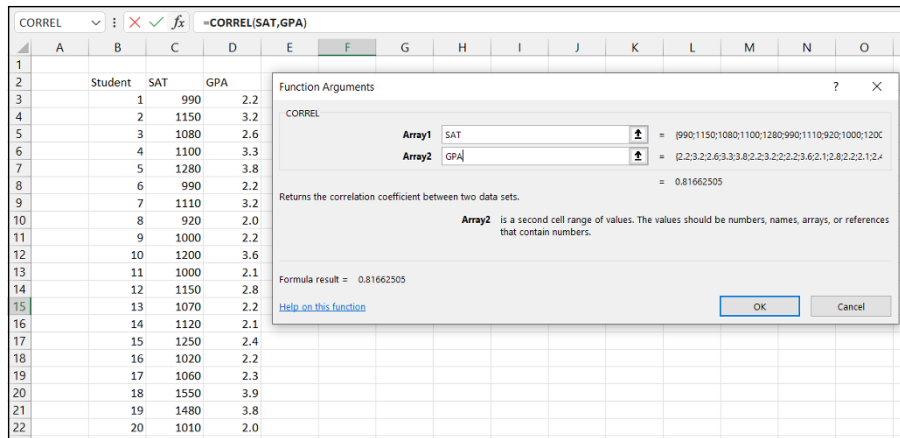 CORREL fx =CORREL(SAT,GPA)
A B C D E F G H I J K L M N O
1
2 Student SAT GPA
3 1 990 2.2
4 2 1150 3.2
5 3 1080 2.6
6 4 1100 3.3
7 5 1280 3.8
8 6 990 2.2
9 7 1110 3.2
10 8 920 2.0
11 9 1000 2.2
12 10 1200 3.6
13 11 1000 2.1
14 12 1150 2.8
15 13 1070 2.2
16 14 1120 2.1
17 15 1250 2.4
18 16 1020 2.2
19 17 1060 2.3
20 18 1550 3.9
21 19 1480 3.8
22 20 1010 2.0
Function Arguments ? ×
CORREL
Array1 SAT = {990;1150;1080;1100;1280;990;1110;920;1000;1200
Array2 GPA = {2.2;3.2;2.6;3.3;3.8;2.2;3.2;2;2.2;3.6;2.1;2.8;2.2;2.1;2.4
= 0.81662505
Returns the correlation coefficient between two data sets.
Array2 is a second cell range of values. The values should be numbers, names, arrays, or references
that contain numbers.
Formula result = 0.81662505
Help on this function OK Cancel